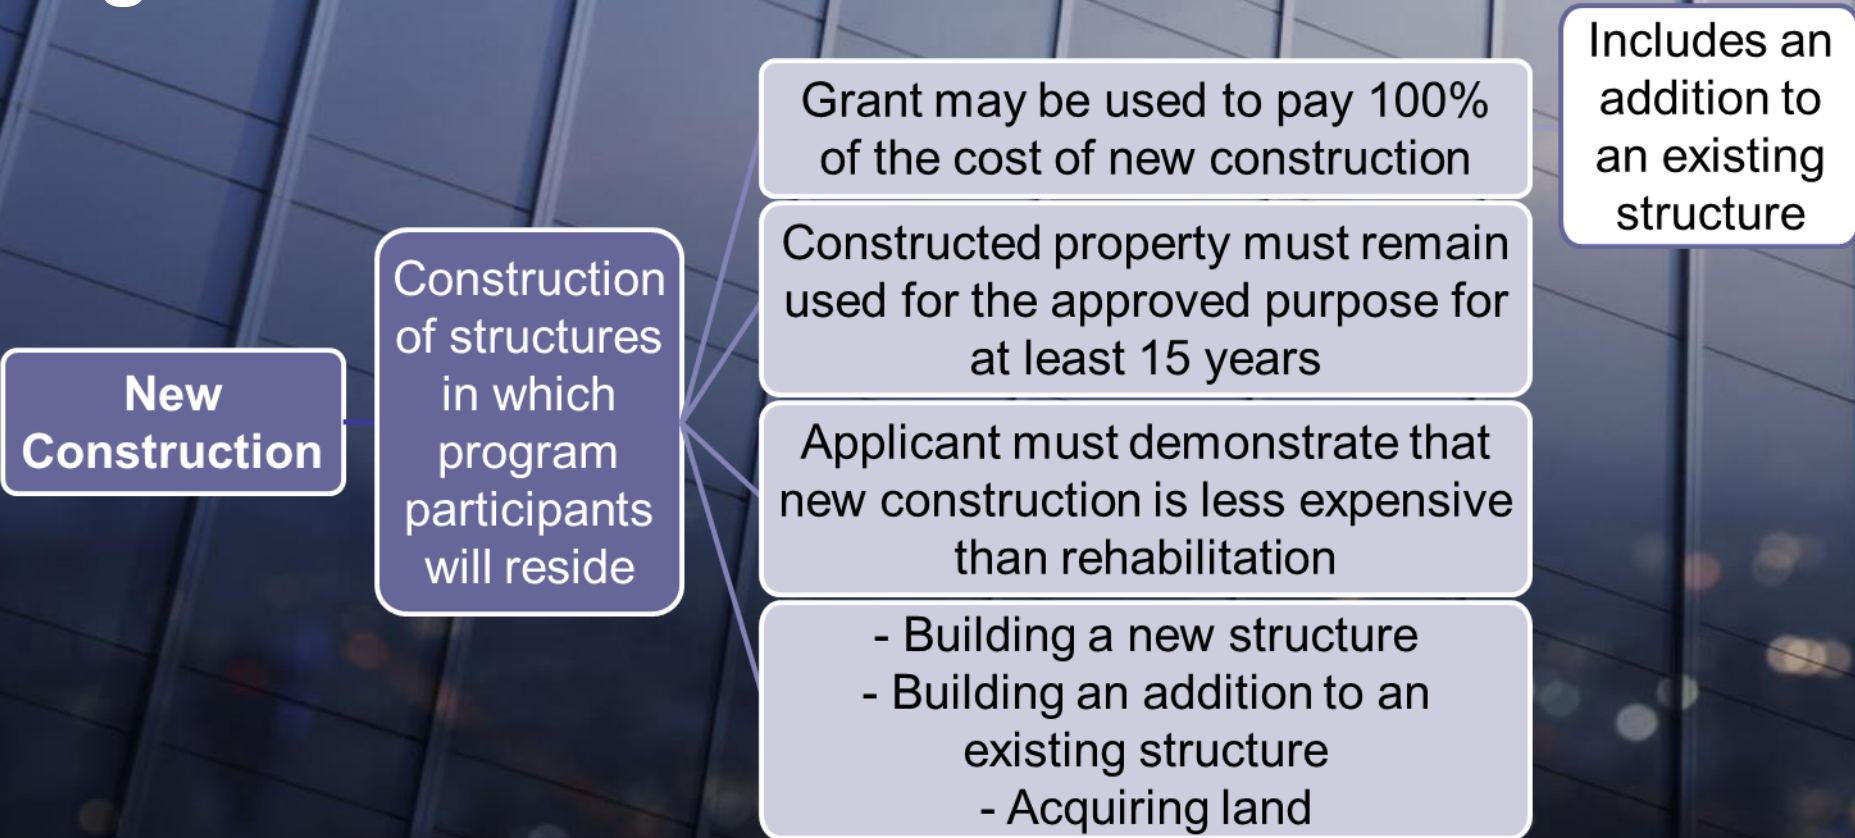 New
Construction
Construction
of structures
in which
program
participants
will reside
Grant may be used to pay 100%
of the cost of new construction
Includes an
addition to
an existing
structure
Constructed property must remain
used for the approved purpose for
at least 15 years
Applicant must demonstrate that
new construction is less expensive
than rehabilitation
- Building a new structure
- Building an addition to an
existing structure
- Acquiring land